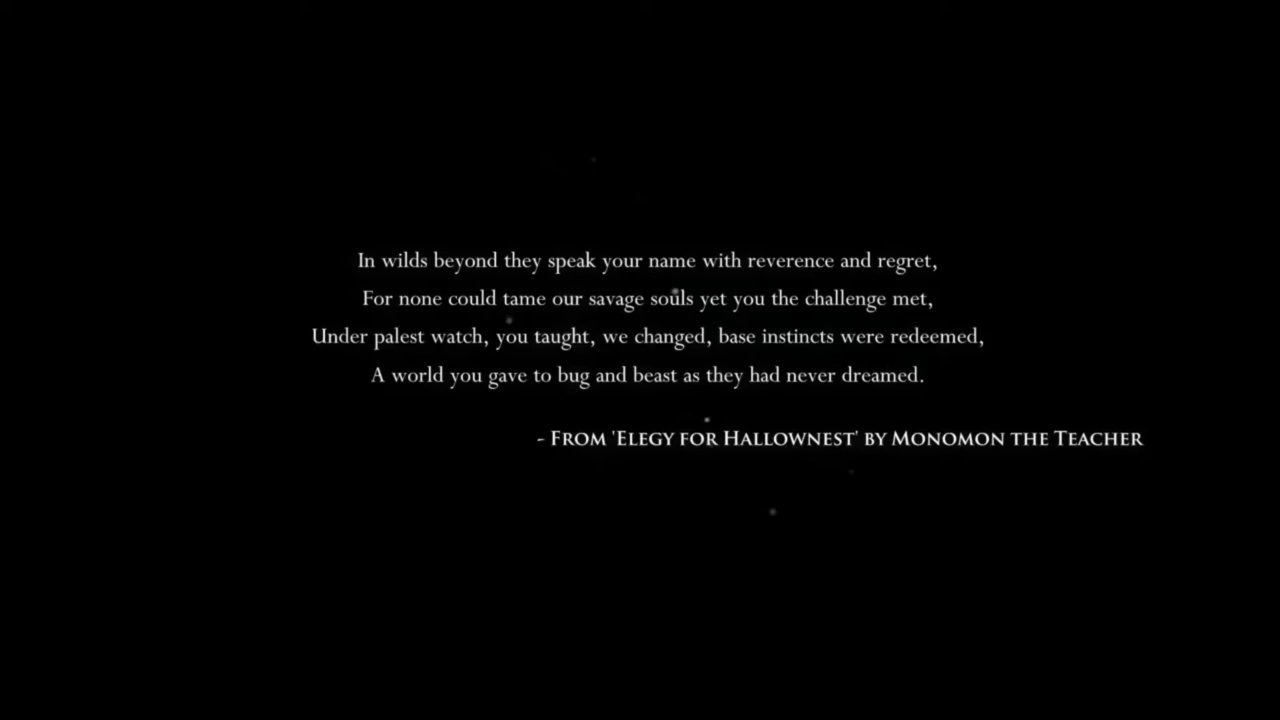 In wilds beyond they speak your name with reverence and regret,
For none could tame our savage souls yet you the challenge met,
Under palest watch, you taught, we changed, base instincts were redeemed,
A world you gave to bug and beast as they had never dreamed.
- From 'Elegy for Hallownest' by Monomon the Teacher